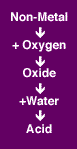 Non-Metal
+ Oxygen
Oxide
+Water
Acid